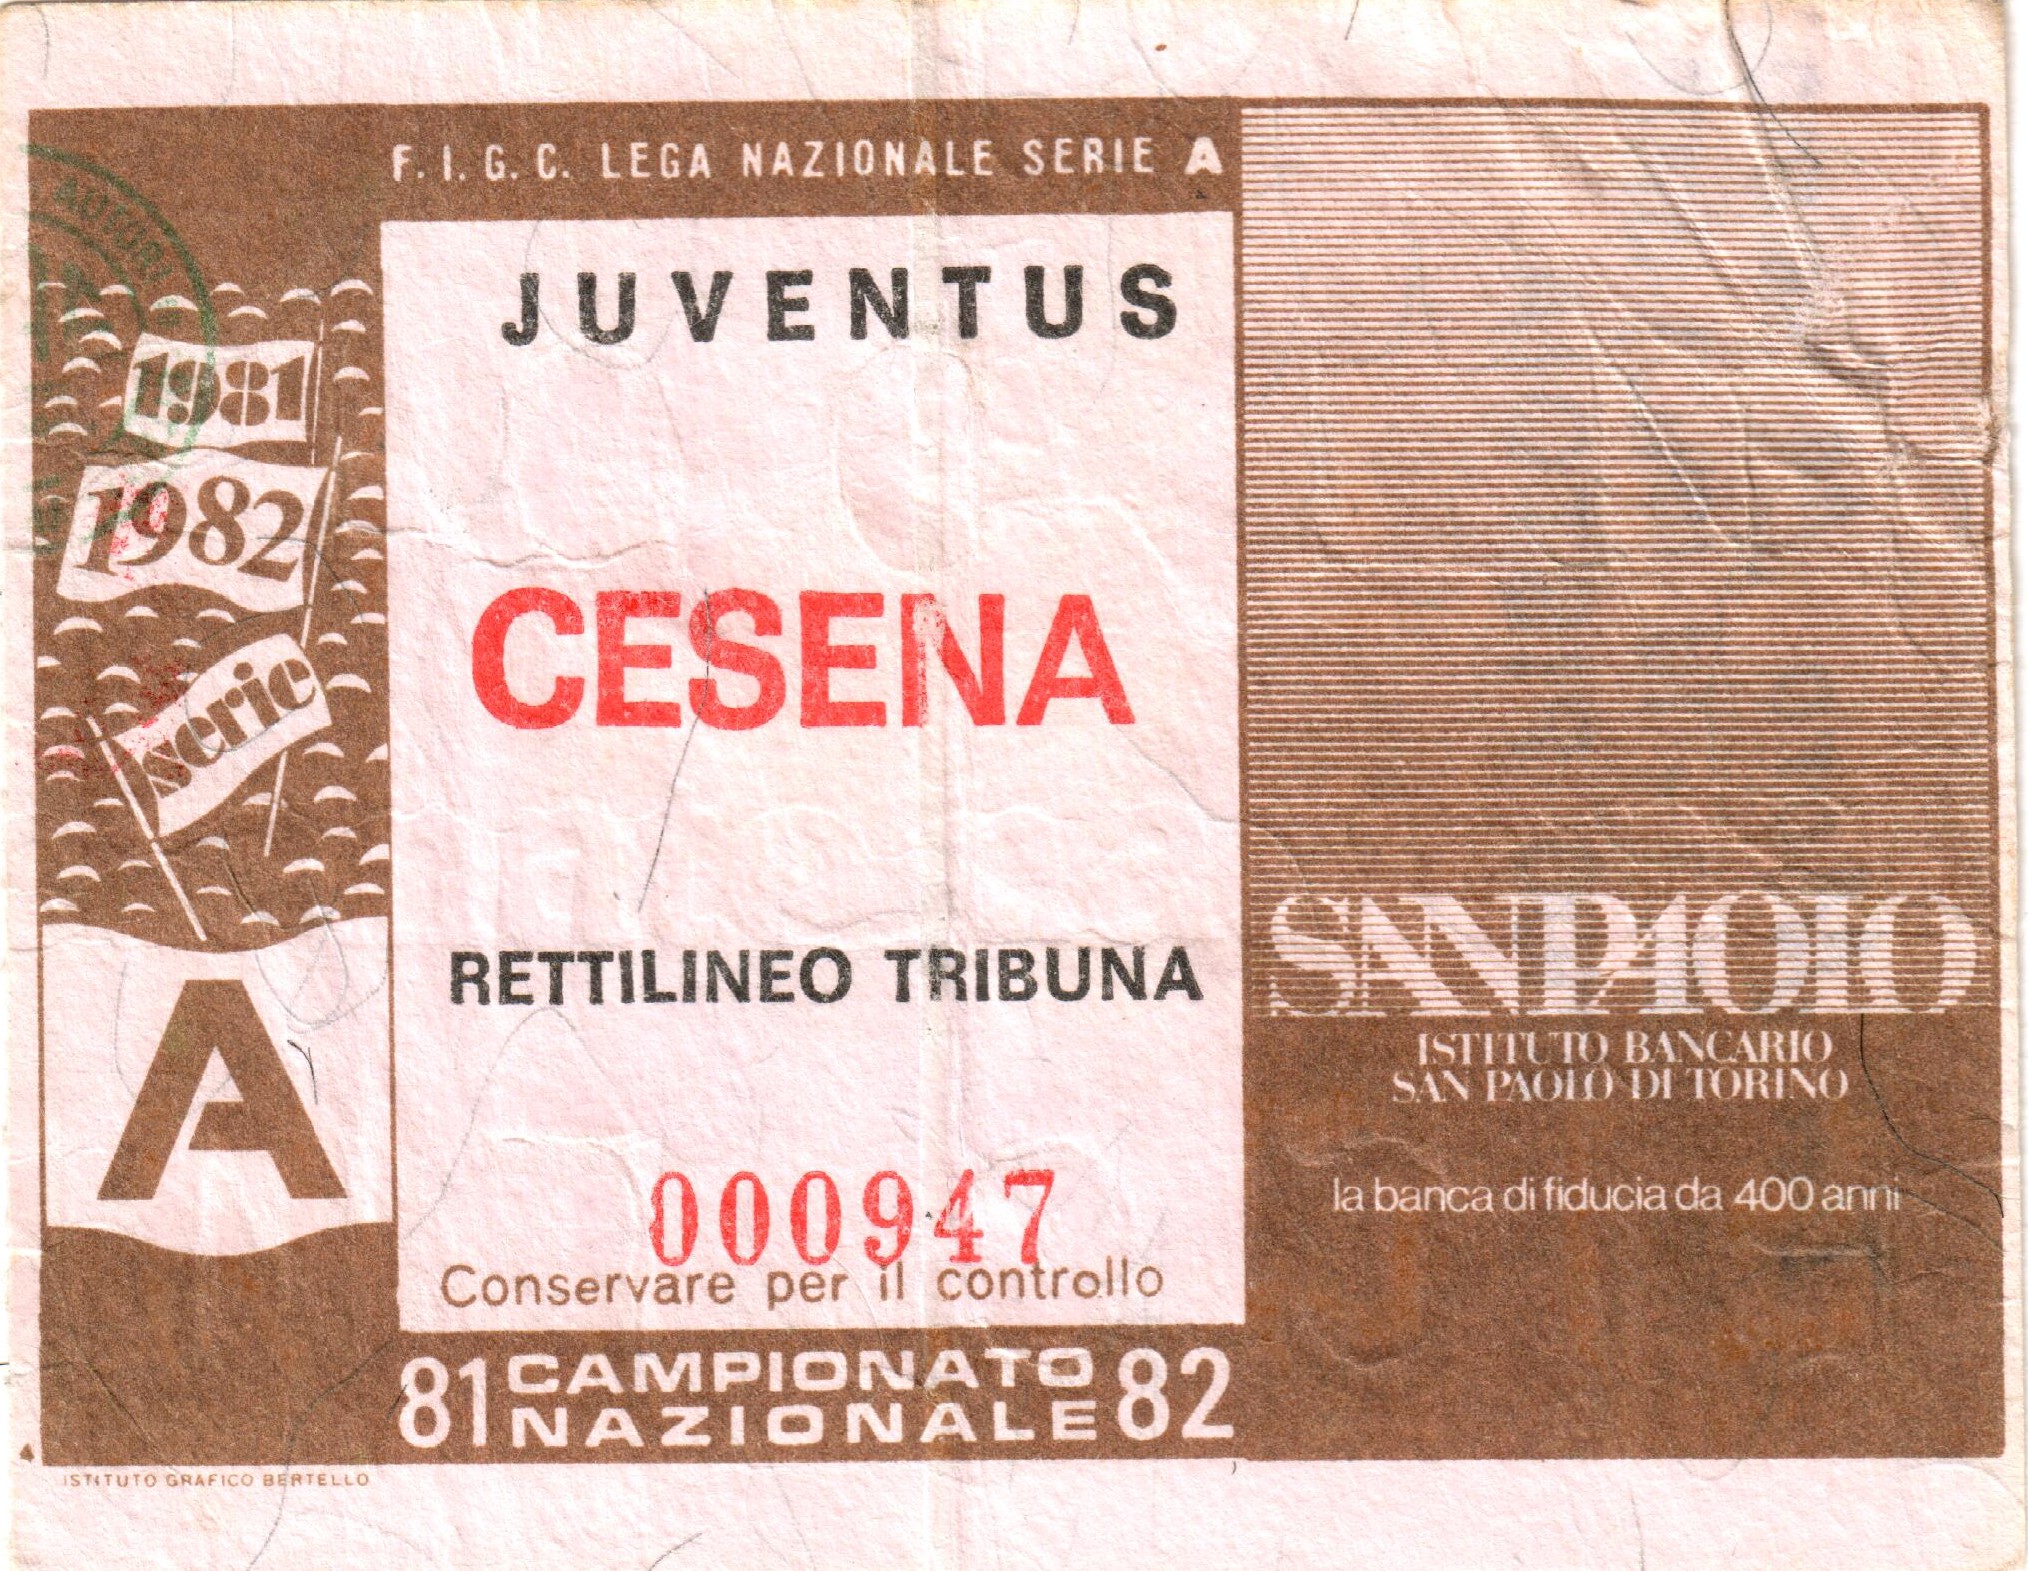 F. I. G. C. LEGA NAZIONALE SERIE A
AUTORI
1981
1982
serie
A
JUVENTUS
CESENA
RETTILINEO TRIBUNA
000947
Conservare per il controllo
81 CAMPIONATO NAZIONALE 82
SANPAOLO
ISTITUTO BANCARIO
SAN PAOLO DI TORINO
la banca di fiducia da 400 anni
ISTITUTO GRAFICO BERTELLO